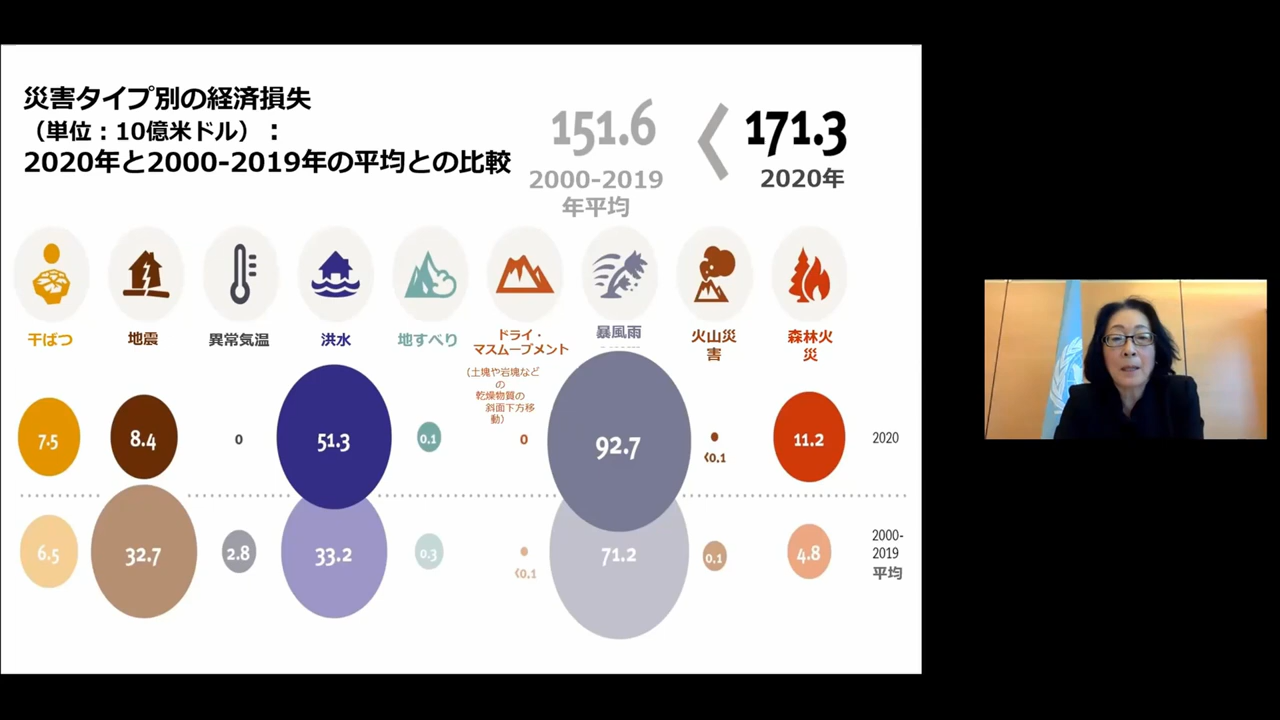 災害タイプ別の経済損失
（単位：10億米ドル）：
2020年と2000-2019年の平均との比較
151.6
2000-2019
年平均
171.3
2020年
干ばつ
地震
異常気温
洪水
地すべり
ドライ・
マスムーブメント
（土塊や岩塊など
の
乾燥物質の
斜面下方移
動）
暴風雨
火山災
害
森林火
災
7.5
8.4
0
51.3
0.1
0
92.7
<0.1
11.2
2020
6.5
32.7
2.8
33.2
0.3
<0.1
71.2
0.1
4.8
2000-
2019
平均